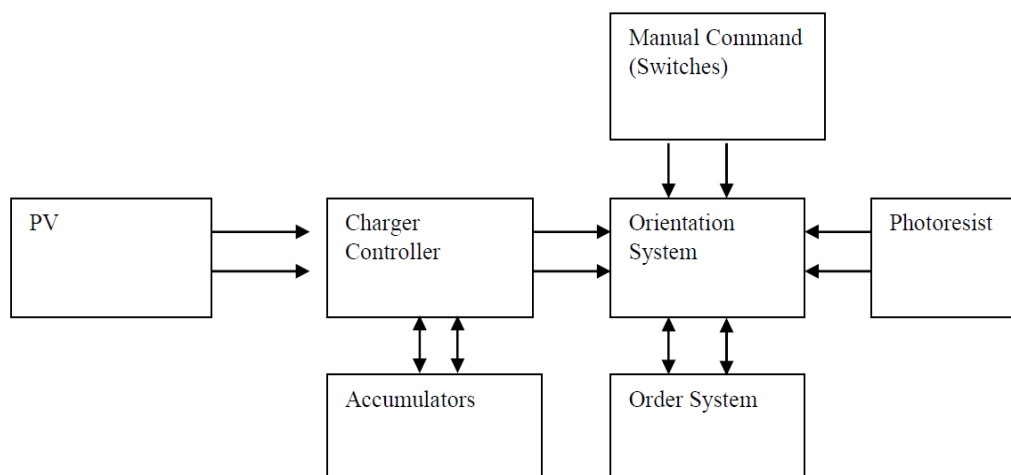 Manual Command
(Switches)
PV
Charger
Controller
Orientation
System
Photoresist
Accumulators
Order System